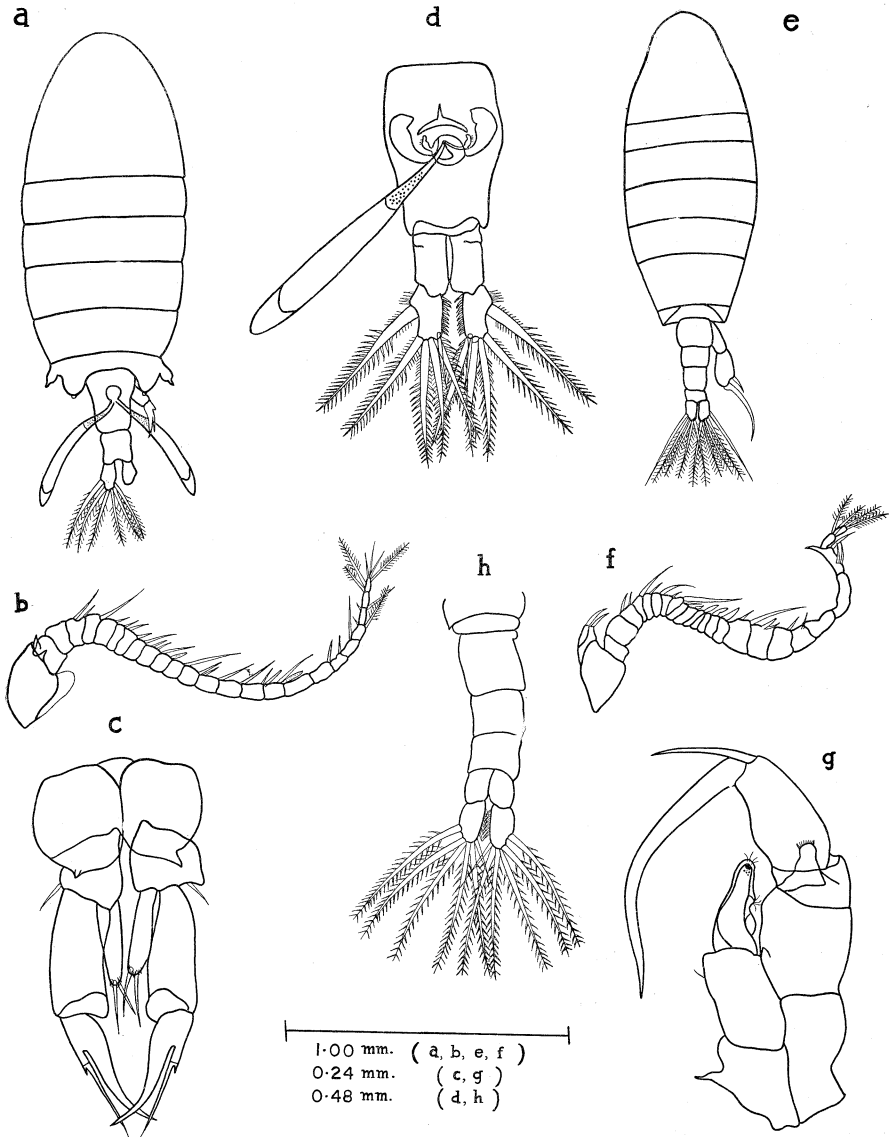 a
d
e
b
h
f
c
g
1·00 mm. ( a, b, e, f )
0·24 mm. ( c, g )
0·48 mm. ( d, h )